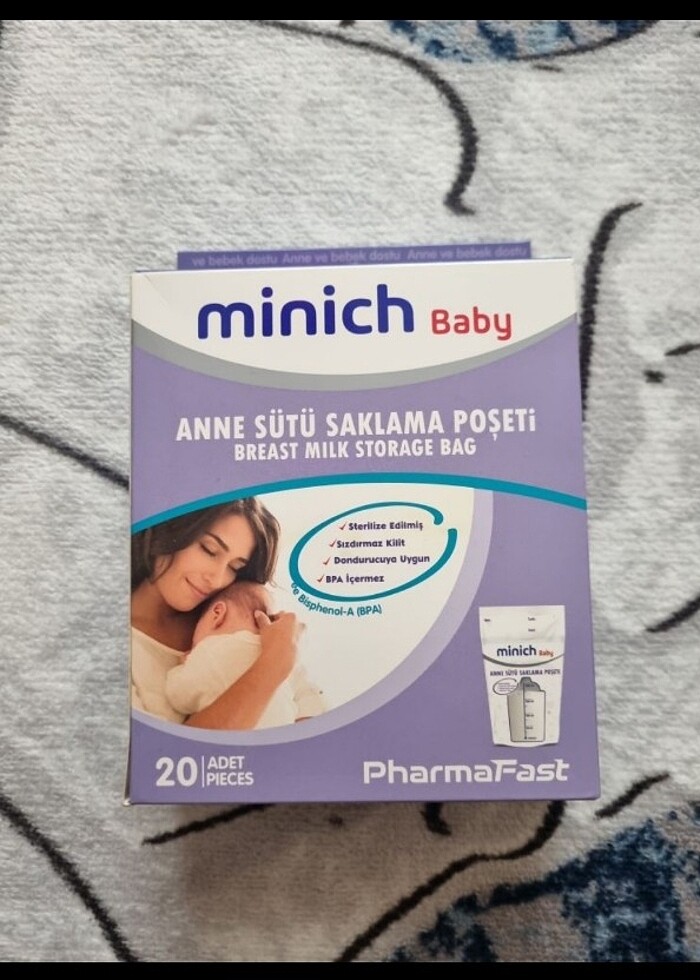 ve bebek dostu Anne ve bebek dostu Anne ve bebek dostu
minich Baby
ANNE SÜTÜ SAKLAMA POŞETi
BREAST MILK STORAGE BAG
Sterilize Edilmiş
Sızdırmaz Kilit
Dondurucuya Uygun
BPA İçermez
Bisphenol-A (BPA)
minich Baby
ANNE SÜTÜ SAKLAMA POŞETİ
20 ADET
PIECES
PharmaFast